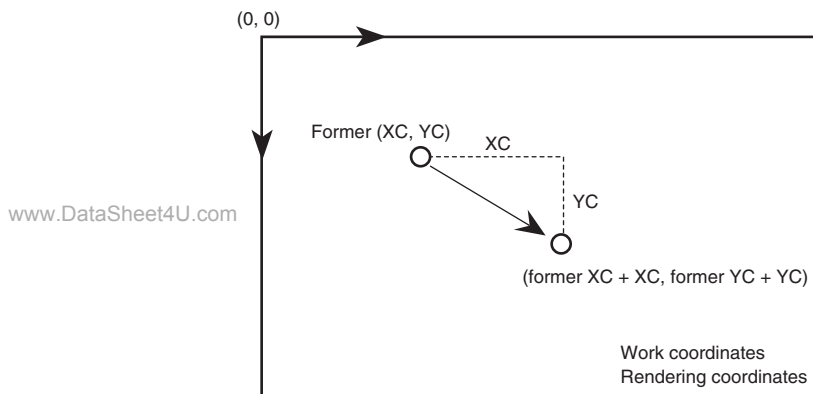 (0, 0)
Former (XC, YC)
XC
YC
www.DataSheet4U.com
(former XC + XC, former YC + YC)
Work coordinates
Rendering coordinates